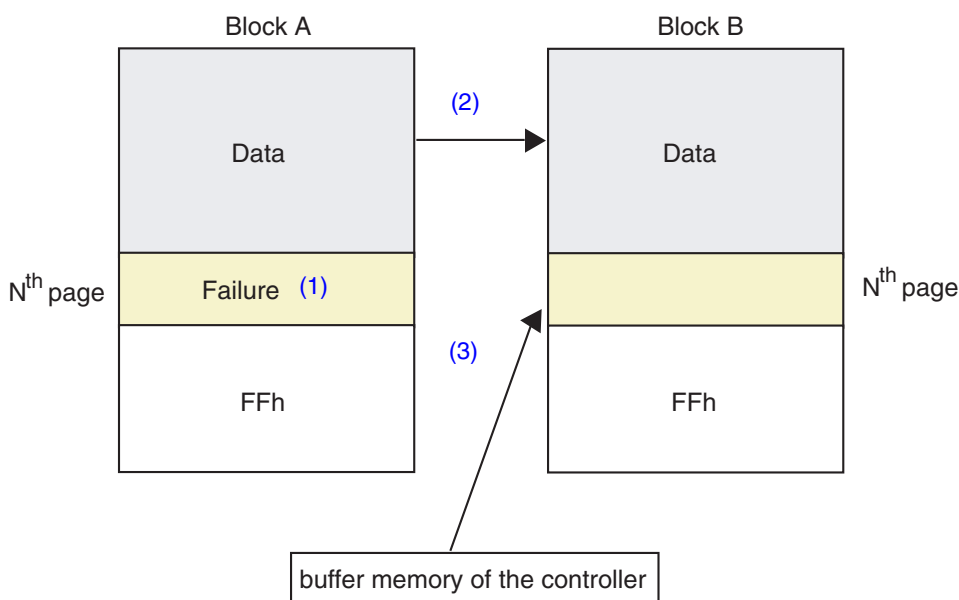 Block A
Block B
(2)
Data
Data
Nth page
Failure (1)
Nth page
(3)
FFh
FFh
buffer memory of the controller